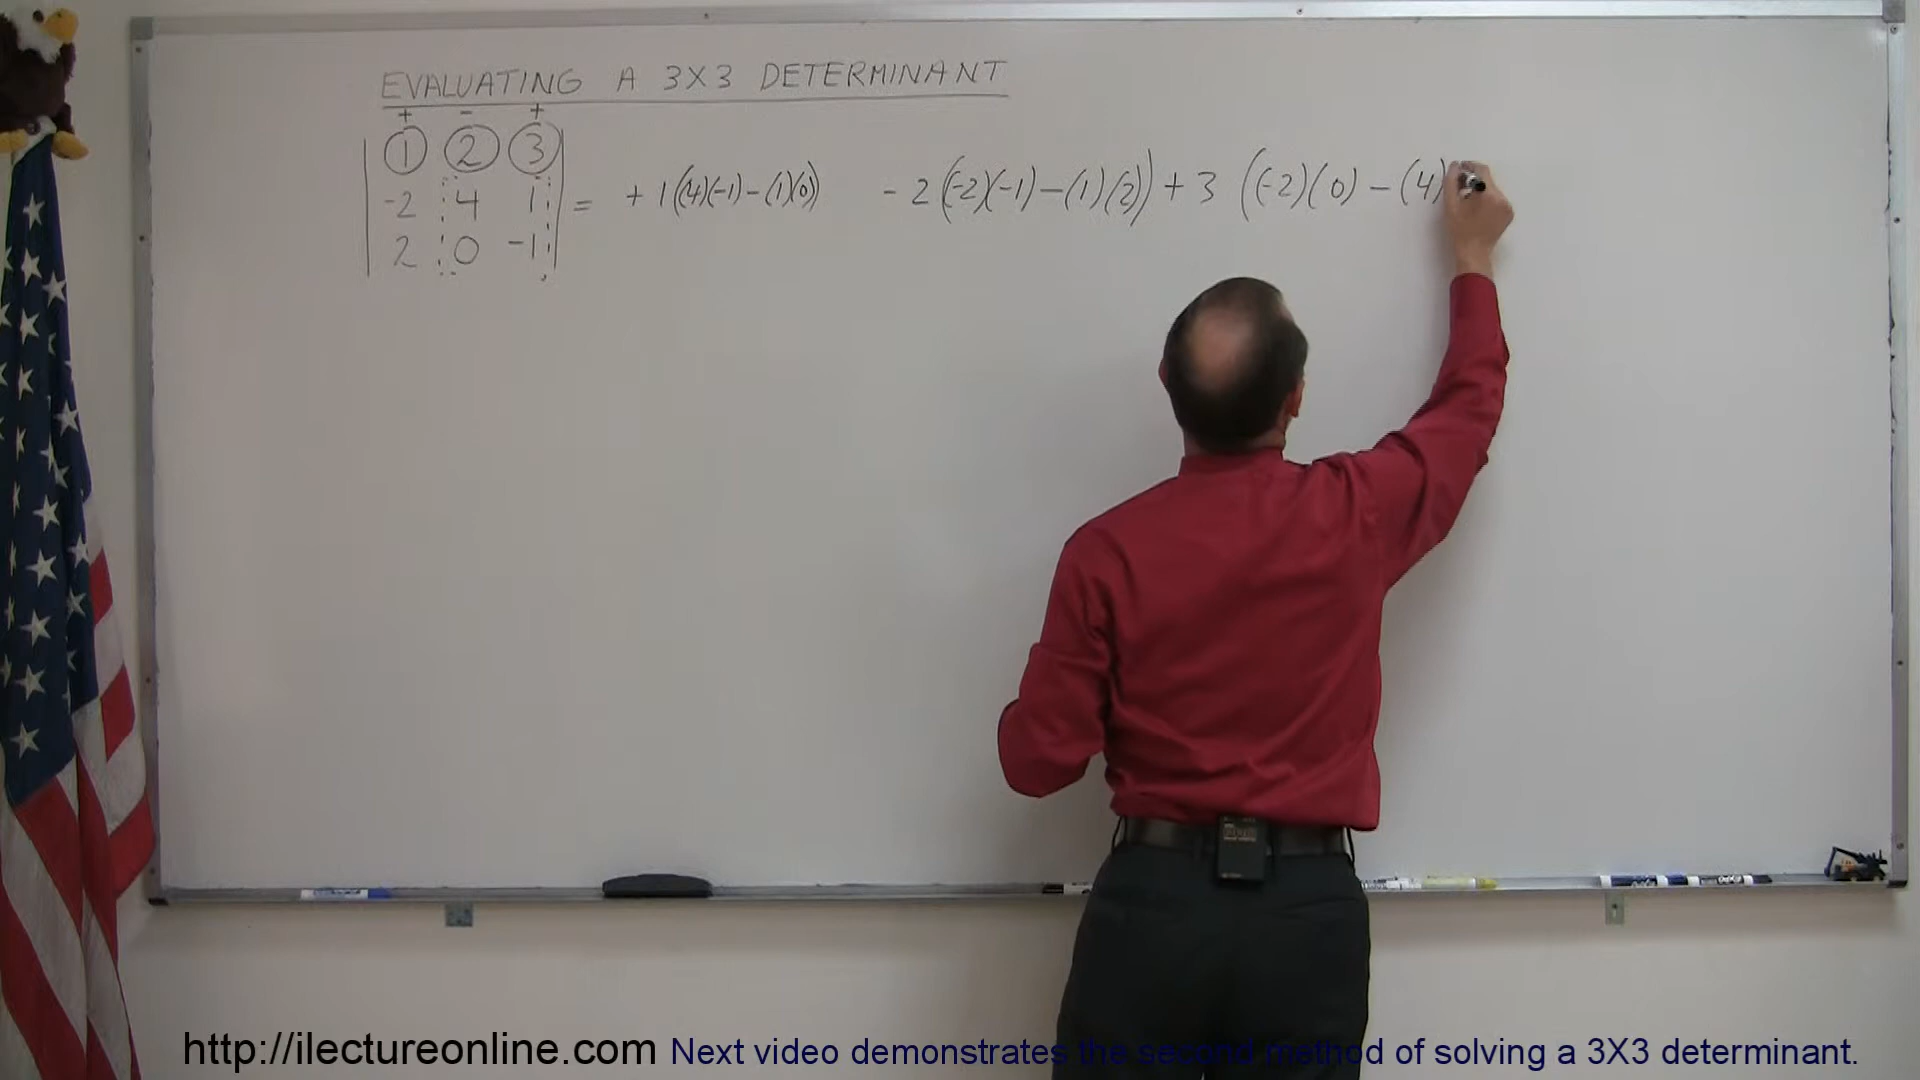 EVALUATING A 3X3 DETERMINANT
+ - +
1 2 3
-2 4 1 = + 1((4)(-1)-(1)(0)) - 2((-2)(-1)-(1)(2)) + 3 ((-2)(0) - (4)
2 0 -1
http://ilectureonline.com Next video demonstrates the second method of solving a 3X3 determinant.